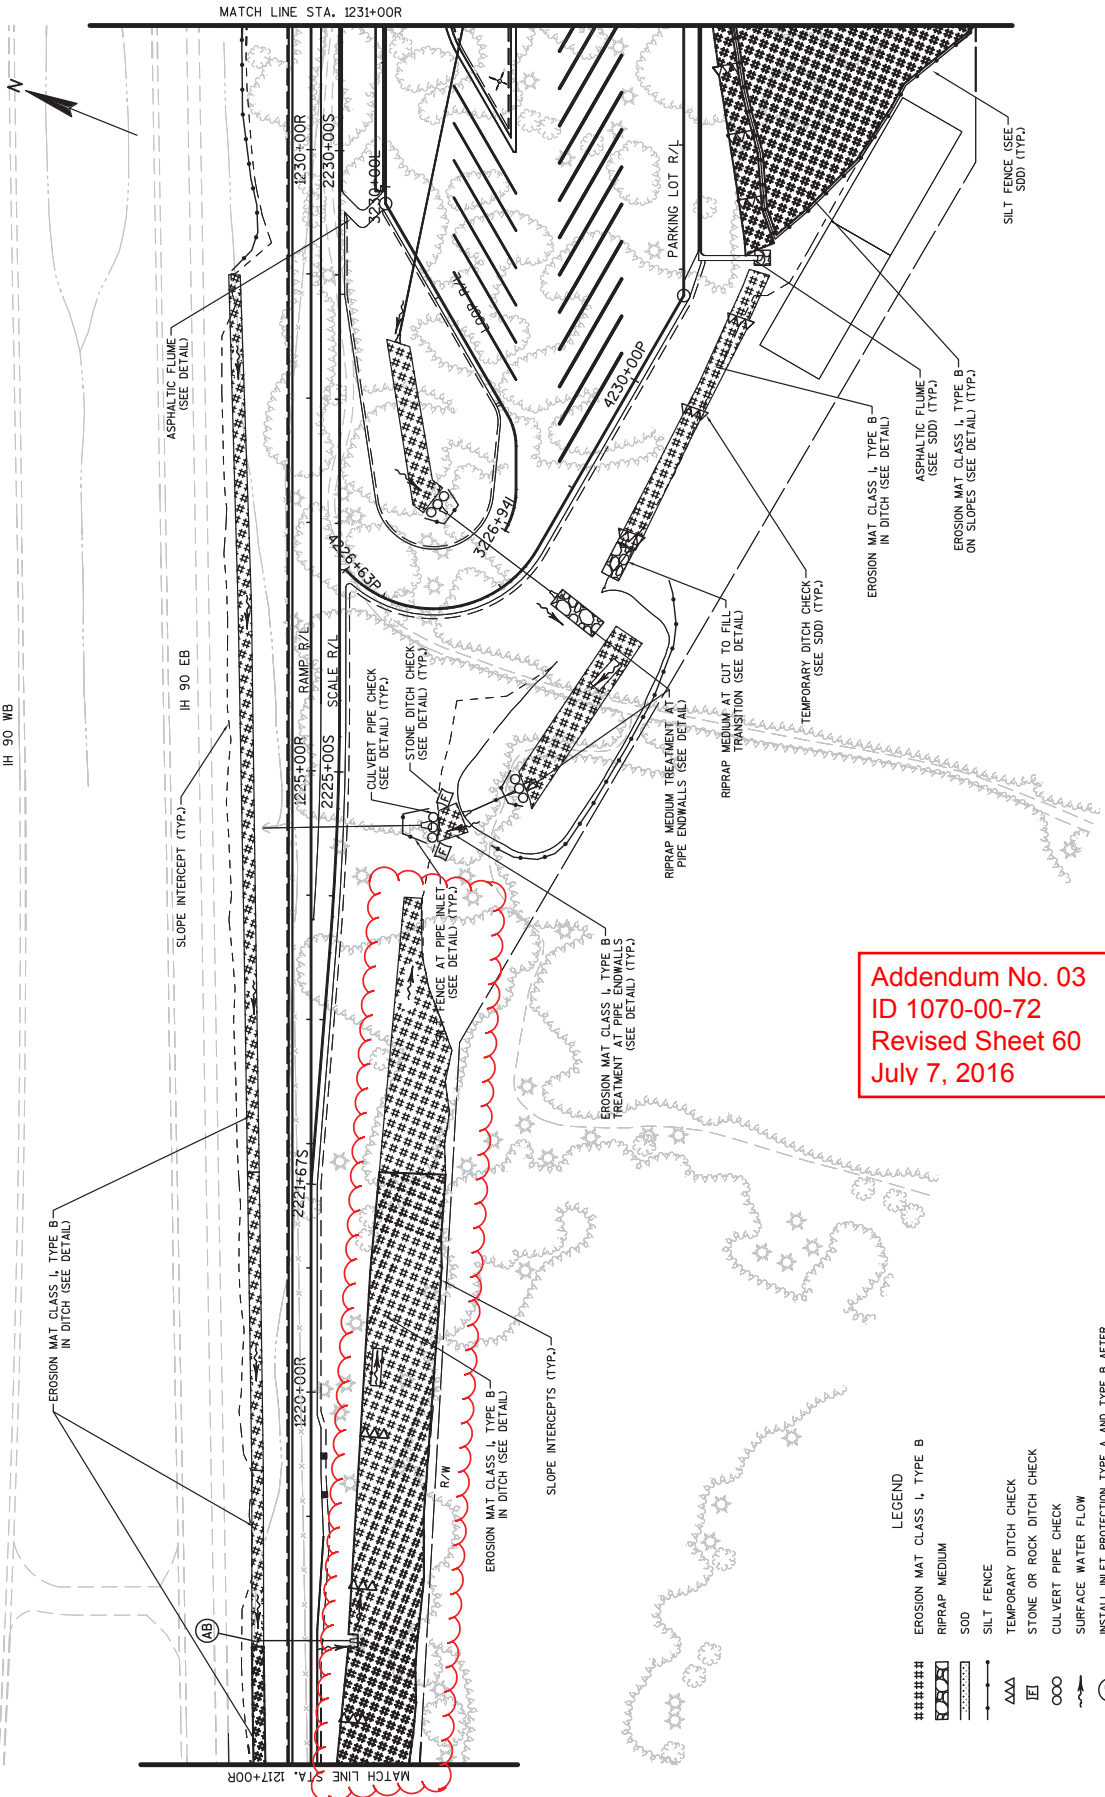 MATCH LINE STA. 1231+00R
N
IH 90 WB
IH 90 EB
1230+00R
2230+00S
3230+00L
ASPHALTIC FLUME
(SEE DETAIL)
LOOP R/L
PARKING LOT R/L
4230+00P
SILT FENCE (SEE
SDD) (TYP.)
ASPHALTIC FLUME
(SEE SDD) (TYP.)
EROSION MAT CLASS I, TYPE B
ON SLOPES (SEE DETAIL) (TYP.)
EROSION MAT CLASS I, TYPE B
IN DITCH (SEE DETAIL)
TEMPORARY DITCH CHECK
(SEE SDD) (TYP.)
RIPRAP MEDIUM AT CUT TO FILL
TRANSITION (SEE DETAIL)
RIPRAP MEDIUM TREATMENT AT
PIPE ENDWALLS (SEE DETAIL)
3226+94L
4226+63P
RAMP R/L
SCALE R/L
1225+00R
2225+00S
SLOPE INTERCEPT (TYP.)
CULVERT PIPE CHECK
(SEE DETAIL) (TYP.)
STONE DITCH CHECK
(SEE DETAIL) (TYP.)
F
F
FENCE AT PIPE INLET
(SEE DETAIL) (TYP.)
EROSION MAT CLASS I, TYPE B
TREATMENT AT PIPE ENDWALLS
(SEE DETAIL) (TYP.)
Addendum No. 03
ID 1070-00-72
Revised Sheet 60
July 7, 2016
2221+67S
EROSION MAT CLASS I, TYPE B
IN DITCH (SEE DETAIL)
1220+00R
SLOPE INTERCEPTS (TYP.)
EROSION MAT CLASS I, TYPE B
IN DITCH (SEE DETAIL)
R/W
AB
MATCH LINE STA. 1217+00R
LEGEND
EROSION MAT CLASS I, TYPE B
RIPRAP MEDIUM
SOD
SILT FENCE
TEMPORARY DITCH CHECK
F STONE OR ROCK DITCH CHECK
CULVERT PIPE CHECK
SURFACE WATER FLOW
INSTALL INLET PROTECTION TYPE A AND TYPE B AFTER